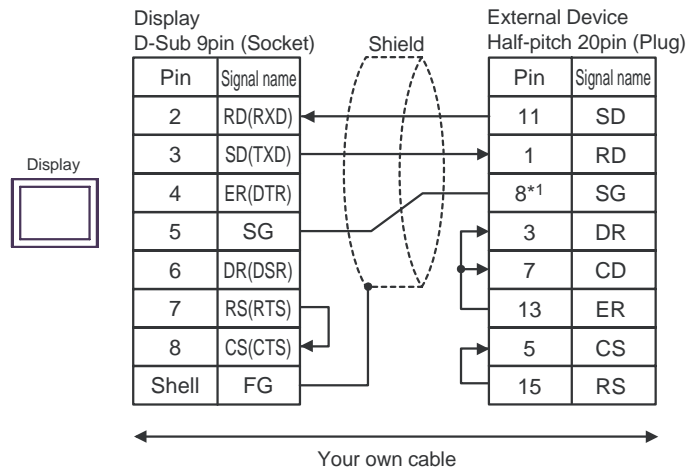 Display
D-Sub 9pin (Socket)
Shield
External Device
Half-pitch 20pin (Plug)
Pin Signal name
Pin Signal name
2 RD(RXD)
11 SD
3 SD(TXD)
1 RD
Display
4 ER(DTR)
8*1 SG
5 SG
3 DR
6 DR(DSR)
7 CD
7 RS(RTS)
13 ER
8 CS(CTS)
5 CS
Shell FG
15 RS
Your own cable